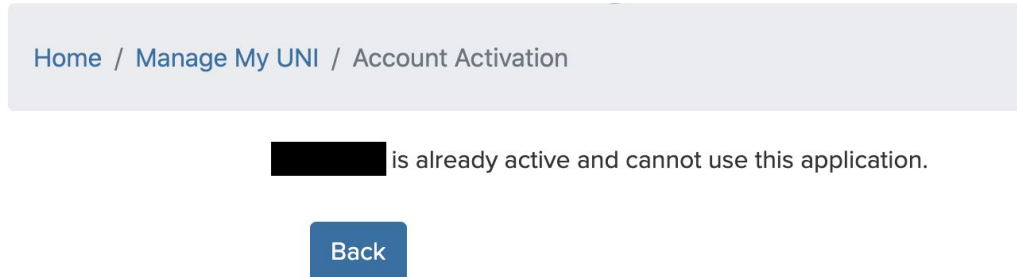 Home / Manage My UNI / Account Activation
is already active and cannot use this application.
Back